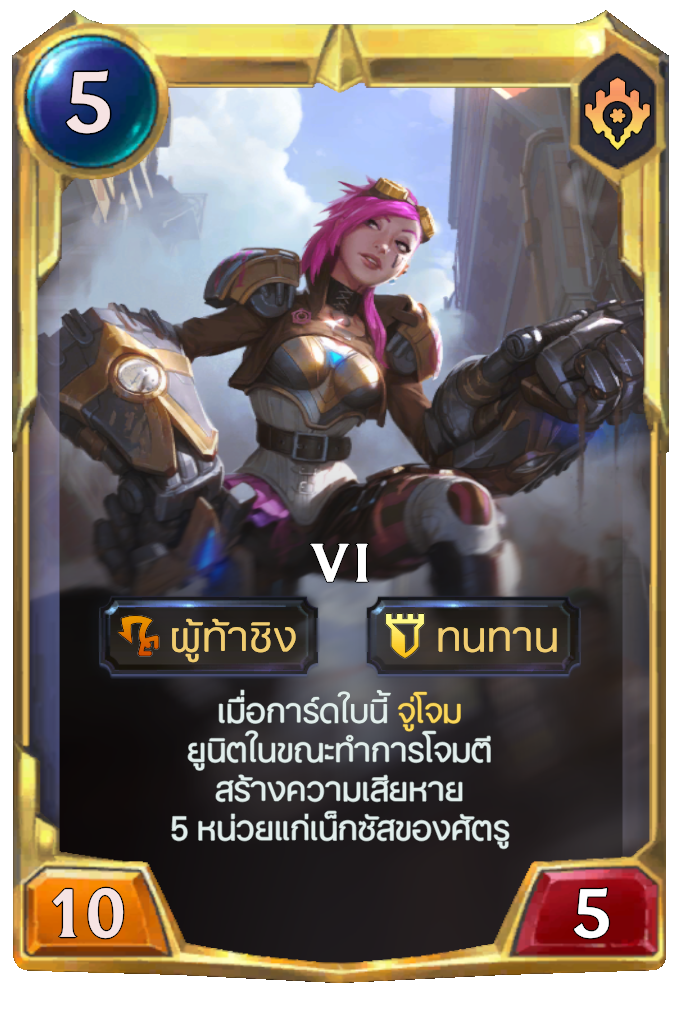 5
VI
ผู้ท้าชิง
ทนทาน
เมื่อการ์ดใบนี้ จู่โจม
ยูนิตในขณะทำการโจมตี
สร้างความเสียหาย
5 หน่วยแก่เน็กซัสของศัตรู
10
5